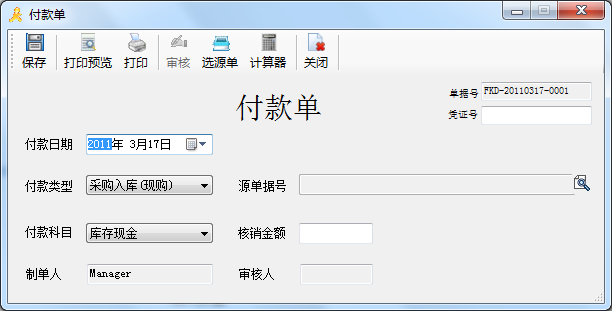 付款单
保存 打印预览 打印 审核 选源单 计算器 关闭
付款单
单据号 FKD-20110317-0001
凭证号
付款日期 2011年 3月17日
付款类型 采购入库(现购) 源单据号
付款科目 库存现金 核销金额
制单人 Manager 审核人